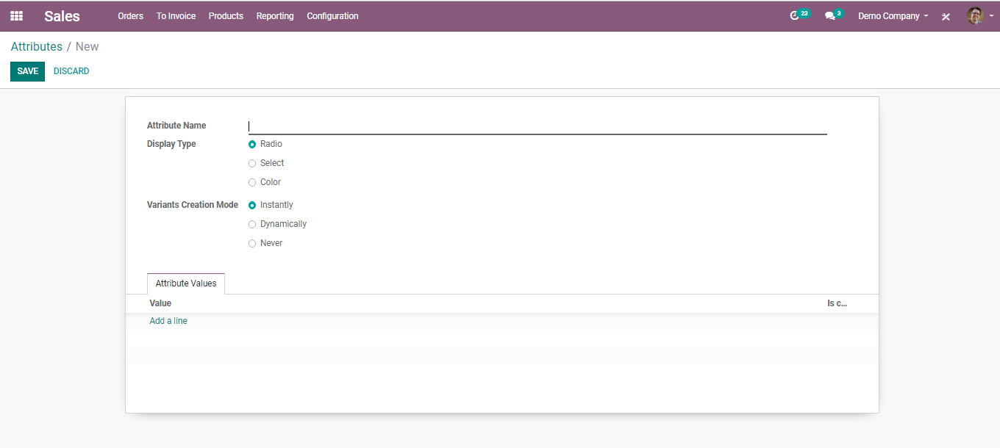 Sales Orders To Invoice Products Reporting Configuration 23 3 Demo Company
Attributes / New
SAVE DISCARD
Attribute Name
Display Type Radio
Select
Color
Variants Creation Mode Instantly
Dynamically
Never
Attribute Values
Value Is c...
Add a line